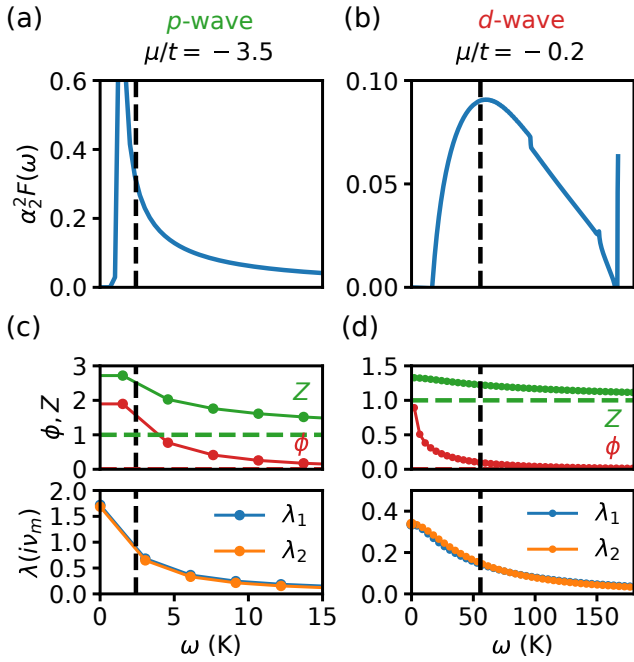 (a)
p-wave
μ/t = −3.5
(b)
d-wave
μ/t = −0.2
0.6
0.4
0.2
0.0
α₂²F(ω)
0.10
0.05
0.00
(c)
(d)
3
2
1
0
ϕ, Z
Z
ϕ
1.5
1.0
0.5
0.0
Z
ϕ
2.0
1.5
1.0
0.5
0.0
λ(iνₘ)
λ₁
λ₂
0.4
0.2
0.0
λ₁
λ₂
0 5 10 15
ω (K)
0 50 100 150
ω (K)